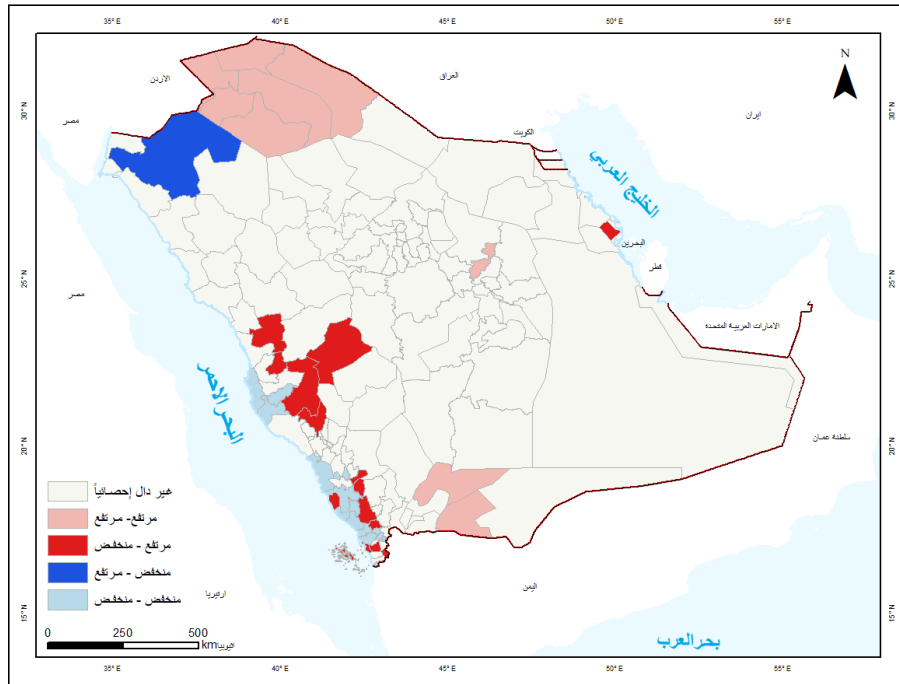 35° E 40° E 45° E 50° E 55° E
N
العراق
الاردن
ايران
30° N 30° N
مصر
الكويت
الخليج العربي
البحرين
قطر
25° N 25° N
مصر
الامارات العربية المتحدة
البحر الاحمر
سلطنة عمان
20° N 20° N
غير دال إحصائياً
مرتفع- مرتفع
مرتفع - منخفض
منخفض - مرتفع
منخفض - منخفض
ارتيريا
اليمن
15° N 15° N
0 250 500
km
اثيوبيا
بحر العرب
35° E 40° E 45° E 50° E 55° E